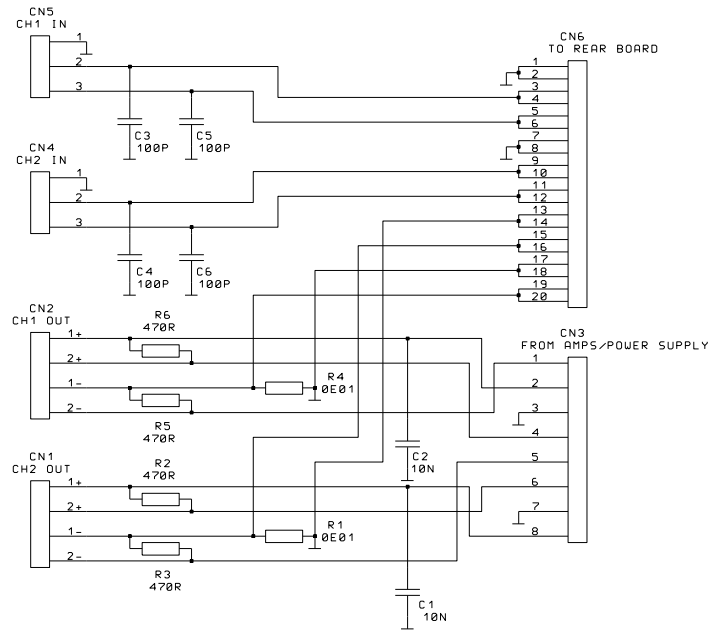 CN5
CH1 IN
1
2
3
C3
100P
C5
100P
CN4
CH2 IN
1
2
3
C4
100P
C6
100P
CN6
TO REAR BOARD
1
2
3
4
5
6
7
8
9
10
11
12
13
14
15
16
17
18
19
20
CN2
CH1 OUT
1+
2+
1-
2-
R6
470R
R5
470R
R4
0E01
C2
10N
CN3
FROM AMPS/POWER SUPPLY
1
2
3
4
5
6
7
8
CN1
CH2 OUT
1+
2+
1-
2-
R2
470R
R3
470R
R1
0E01
C1
10N